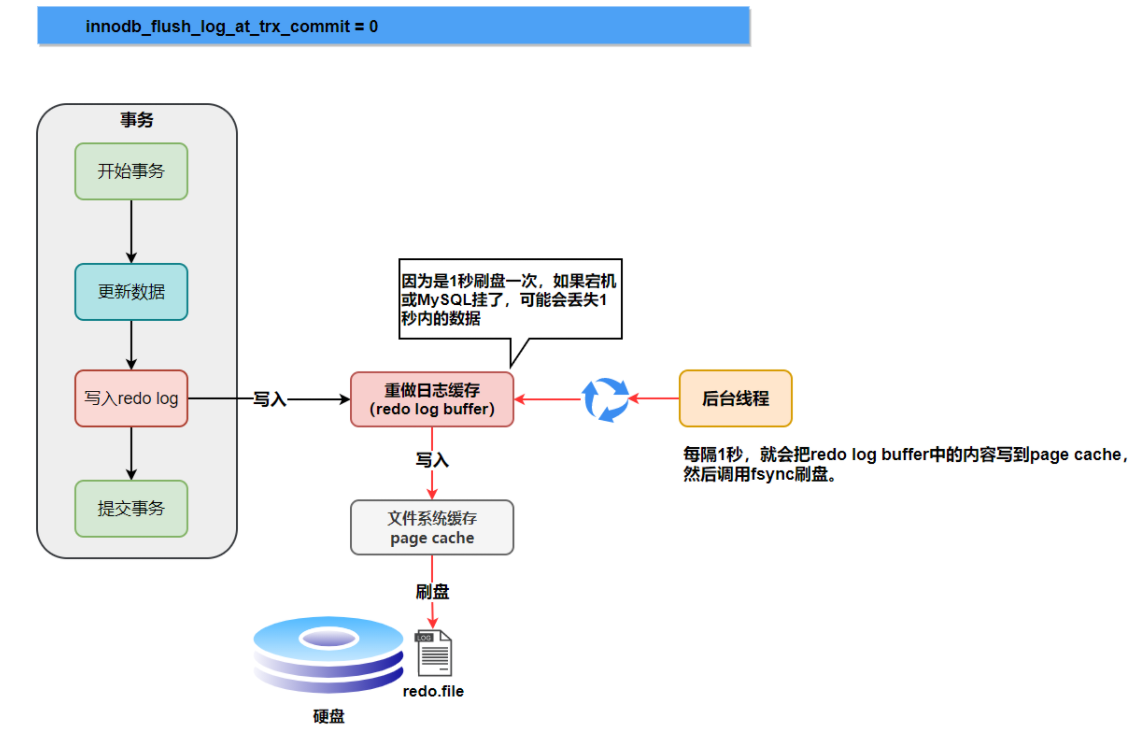 innodb_flush_log_at_trx_commit = 0
事务
开始事务
更新数据
因为是1秒刷盘一次，如果宕机
或MySQL挂了，可能会丢失1
秒内的数据
写入redo log
写入
重做日志缓存
（redo log buffer）
后台线程
每隔1秒，就会把redo log buffer中的内容写到page cache，
然后调用fsync刷盘。
写入
提交事务
文件系统缓存
page cache
刷盘
LOG
redo.file
硬盘